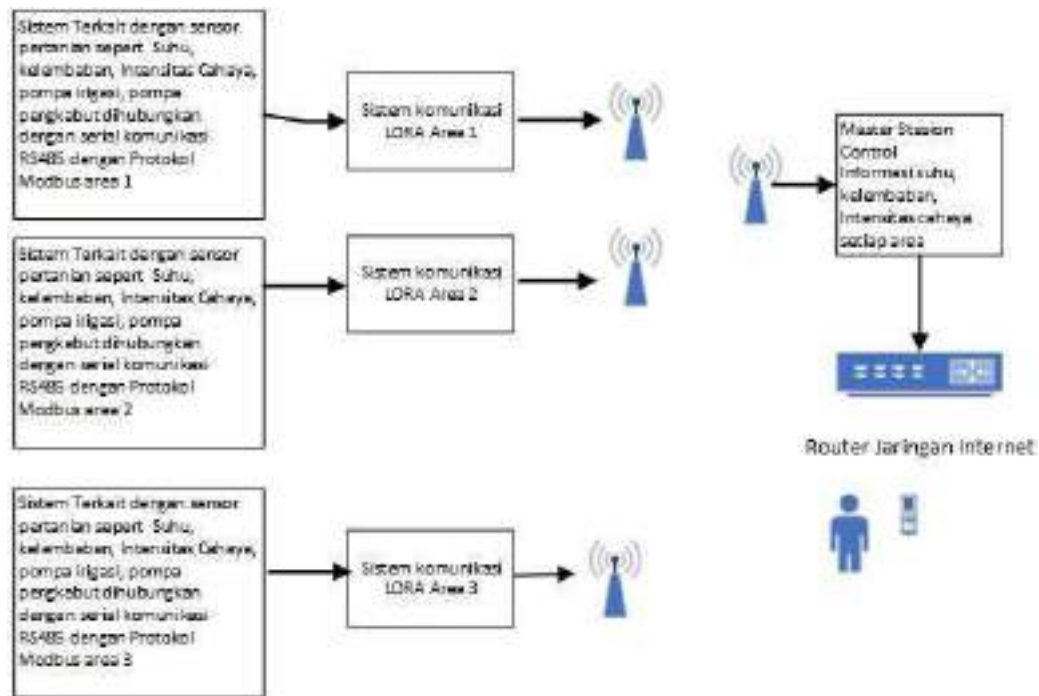 Sistem Terkait dengan sensor
pertanian sepert Suhu,
kelembaban, Intensitas Cahaya,
pompa irigasi, pompa
pengkabut dihubungkan
dengan serial komunikasi
RS485 dengan Protokol
Modbus area 1
Sistem komunikasi
LORA Area 1
Master Stasion
Control
Informasi suhu,
kelembaban,
Intensitas cahaya
setiap area
Sistem Terkait dengan sensor
pertanian sepert Suhu,
kelembaban, Intensitas Cahaya,
pompa irigasi, pompa
pengkabut dihubungkan
dengan serial komunikasi
RS485 dengan Protokol
Modbus area 2
Sistem komunikasi
LORA Area 2
Router Jaringan Internet
Sistem Terkait dengan sensor
pertanian sepert Suhu,
kelembaban, Intensitas Cahaya,
pompa irigasi, pompa
pengkabut dihubungkan
dengan serial komunikasi
RS485 dengan Protokol
Modbus area 3
Sistem komunikasi
LORA Area 3